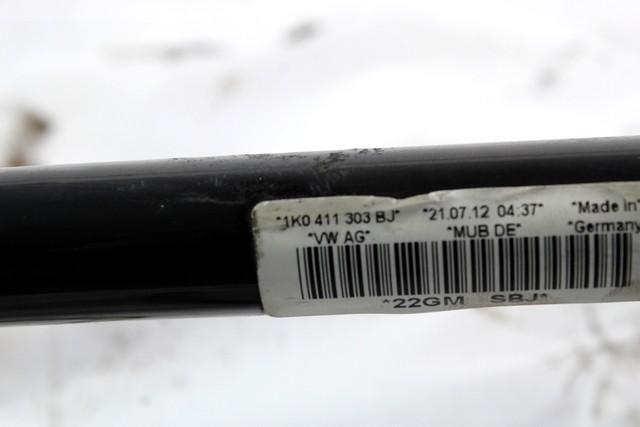 *1K0 411 303 BJ* *21.07.12 04:37* *Made in*
*VW AG* *MUB DE* *Germany
*22GM SBJ*